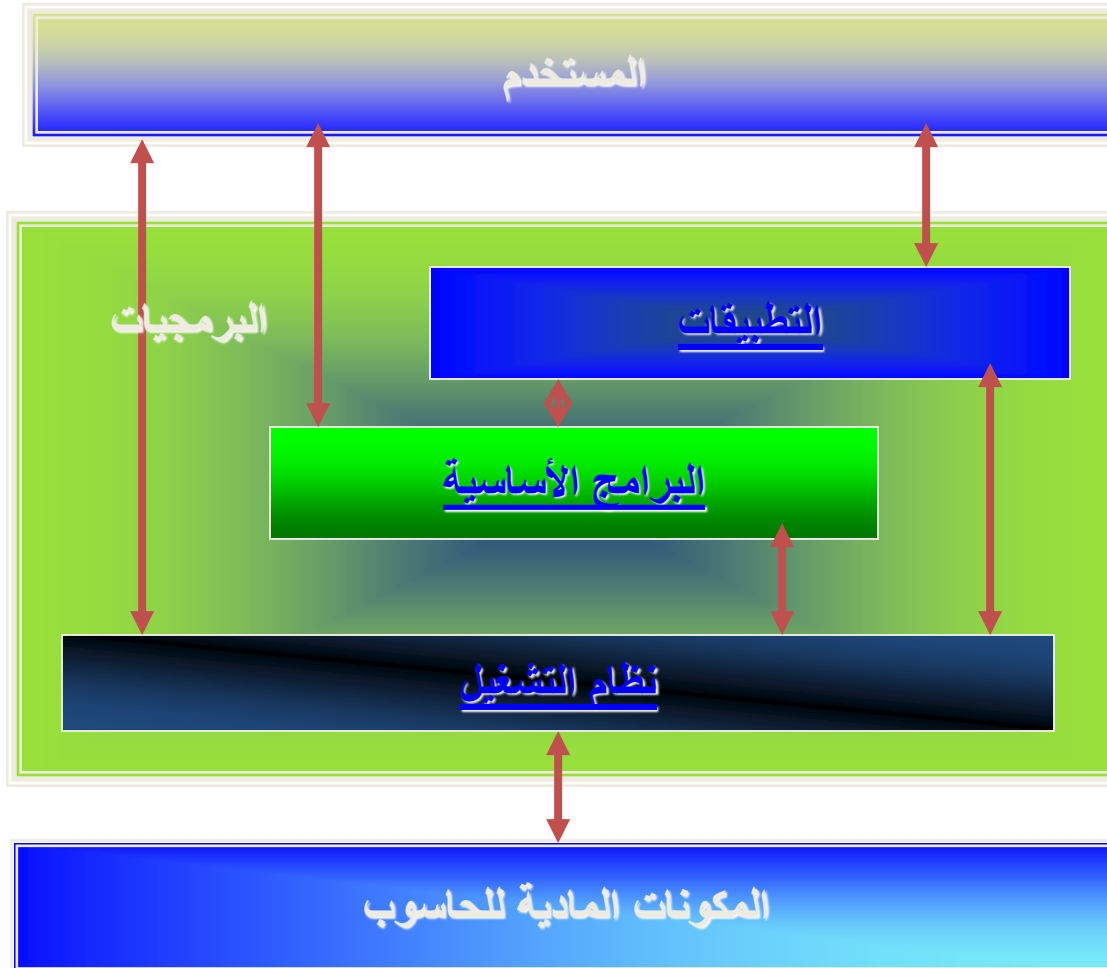 المستخدم
التطبيقات
البرمجيات
البرامج الأساسية
نظام التشغيل
المكونات المادية للحاسوب